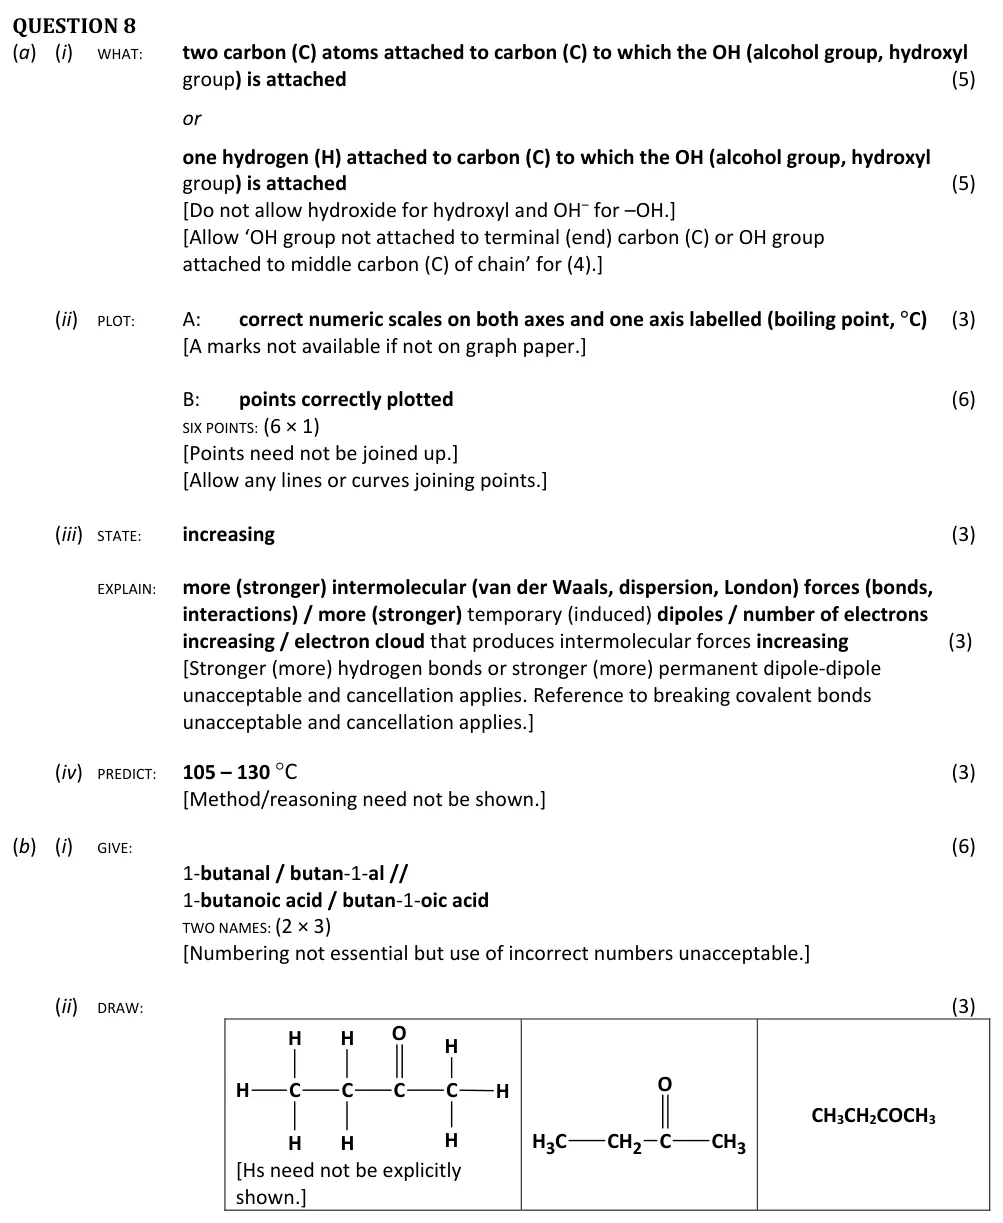 QUESTION 8
(a) (i) WHAT: two carbon (C) atoms attached to carbon (C) to which the OH (alcohol group, hydroxyl
group) is attached (5)
or
one hydrogen (H) attached to carbon (C) to which the OH (alcohol group, hydroxyl
group) is attached (5)
[Do not allow hydroxide for hydroxyl and OH⁻ for –OH.]
[Allow ‘OH group not attached to terminal (end) carbon (C) or OH group
attached to middle carbon (C) of chain’ for (4).]
(ii) PLOT: A: correct numeric scales on both axes and one axis labelled (boiling point, °C) (3)
[A marks not available if not on graph paper.]
B: points correctly plotted (6)
SIX POINTS: (6 × 1)
[Points need not be joined up.]
[Allow any lines or curves joining points.]
(iii) STATE: increasing (3)
EXPLAIN: more (stronger) intermolecular (van der Waals, dispersion, London) forces (bonds,
interactions) / more (stronger) temporary (induced) dipoles / number of electrons
increasing / electron cloud that produces intermolecular forces increasing (3)
[Stronger (more) hydrogen bonds or stronger (more) permanent dipole-dipole
unacceptable and cancellation applies. Reference to breaking covalent bonds
unacceptable and cancellation applies.]
(iv) PREDICT: 105 – 130 °C (3)
[Method/reasoning need not be shown.]
(b) (i) GIVE: (6)
1-butanal / butan-1-al //
1-butanoic acid / butan-1-oic acid
TWO NAMES: (2 × 3)
[Numbering not essential but use of incorrect numbers unacceptable.]
(ii) DRAW: (3)
H H O H
H C C C C H
H H H
[Hs need not be explicitly
shown.]
O
H₃C CH₂ C CH₃
CH₃CH₂COCH₃